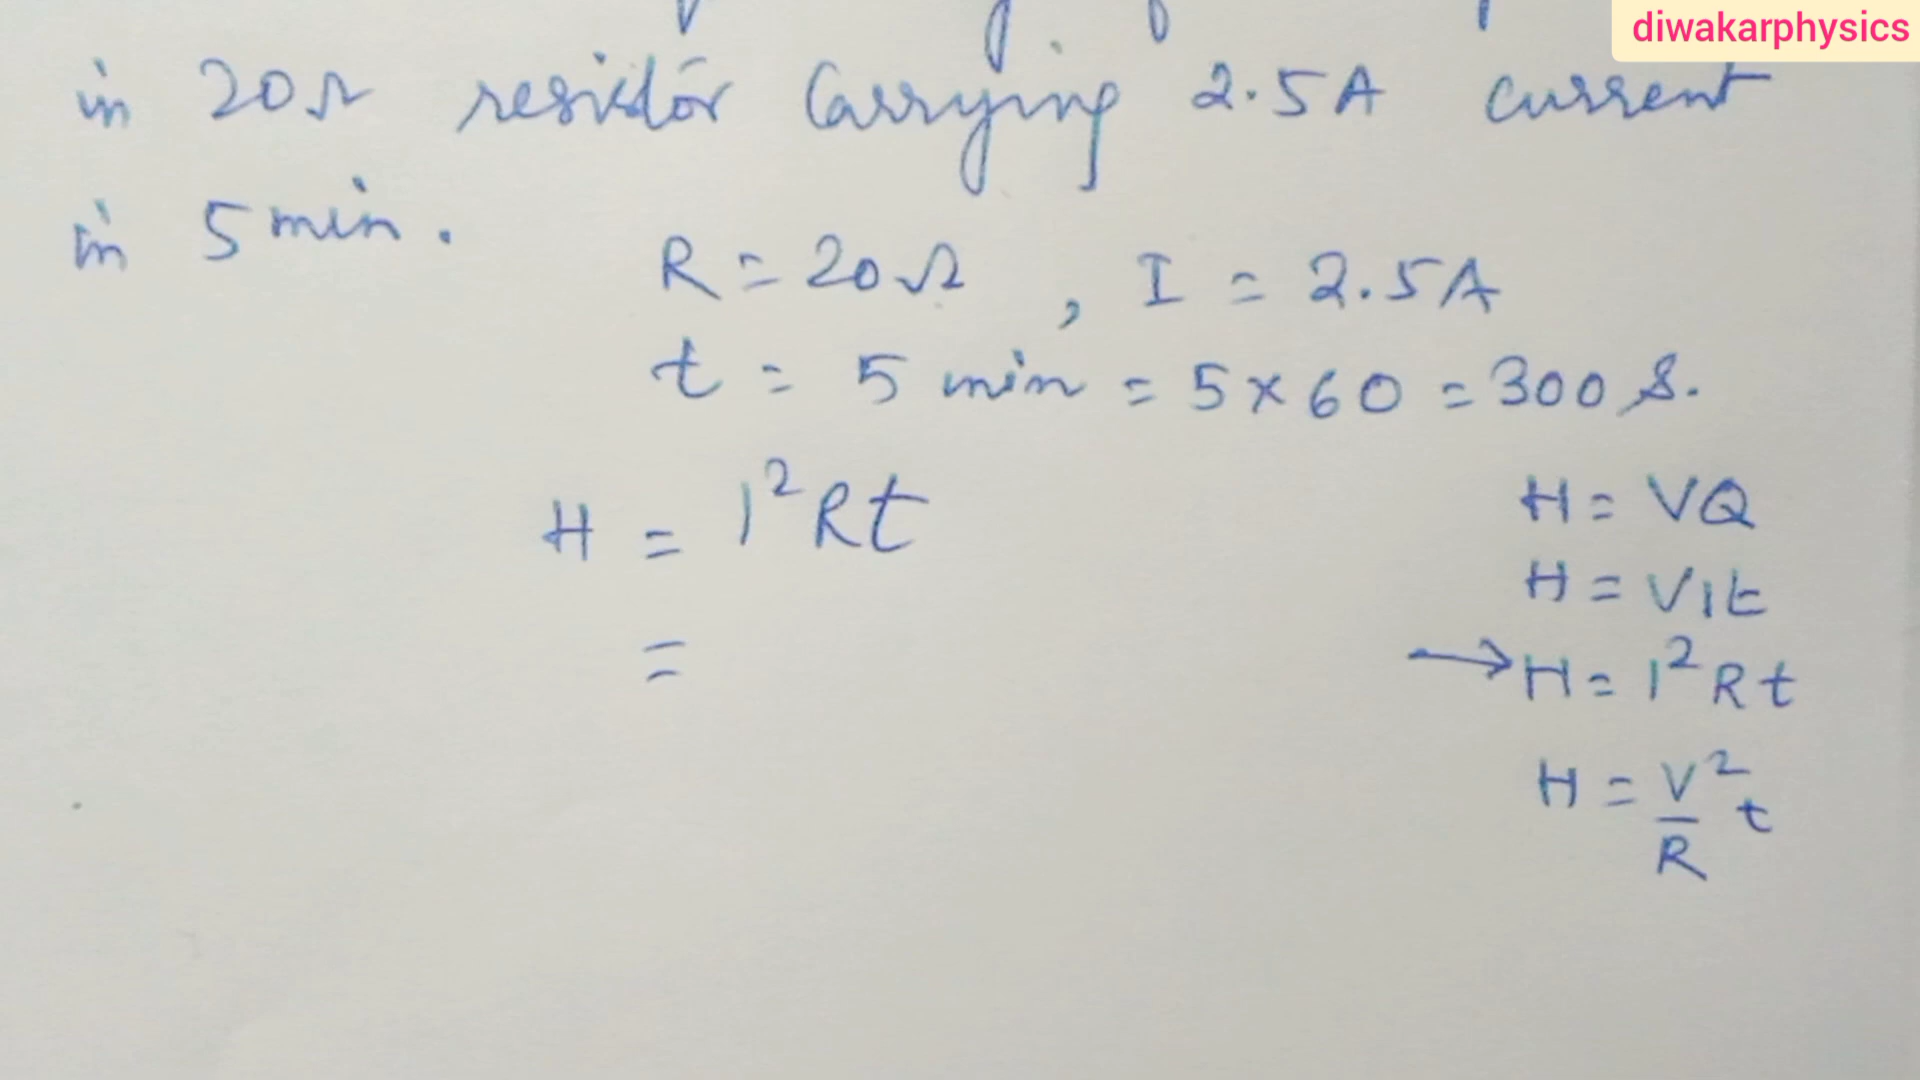 diwakarphysics
in 20Ω resistor Carrying 2.5A current
in 5 min.
R = 20Ω , I = 2.5A
t = 5 min = 5 × 60 = 300 s.
H = I²Rt
=
H = VQ
H = VIt
→ H = I²Rt
H = V²/R t